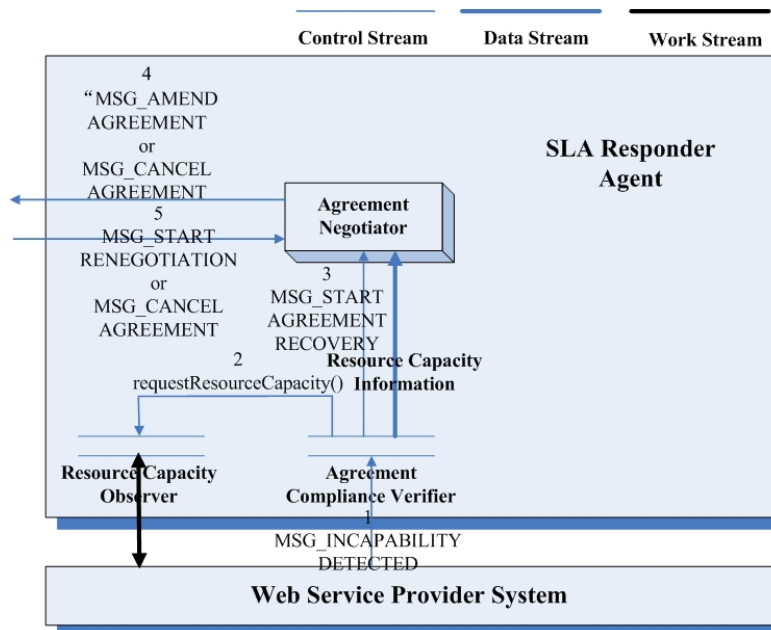 Control Stream
Data Stream
Work Stream
4
“MSG_AMEND
AGREEMENT
or
MSG_CANCEL
AGREEMENT
SLA Responder
Agent
Agreement
Negotiator
5
MSG_START
RENEGOTIATION
or
MSG_CANCEL
AGREEMENT
3
MSG_START
AGREEMENT
RECOVERY
Resource Capacity
Information
2
requestResourceCapacity()
Resource Capacity
Observer
Agreement
Compliance Verifier
1
MSG_INCAPABILITY
DETECTED
Web Service Provider System